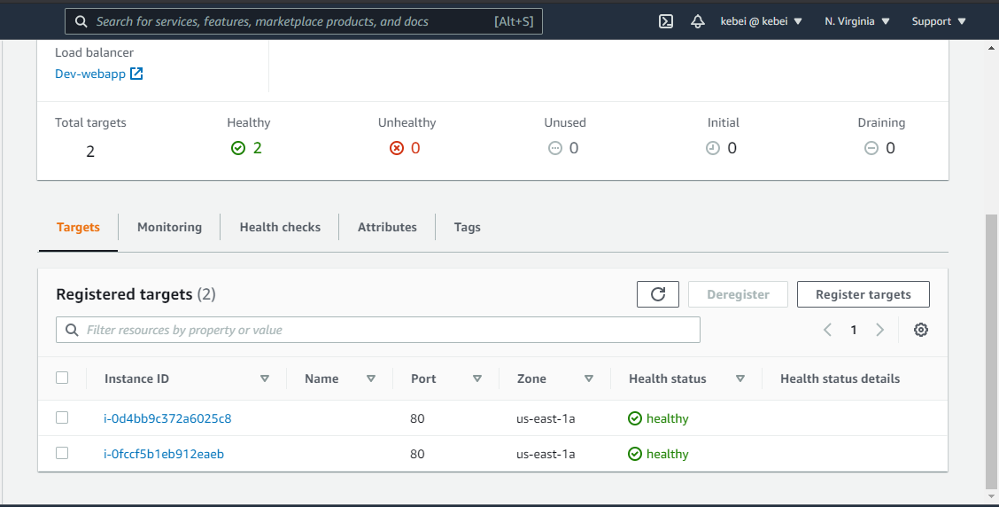 Search for services, features, marketplace products, and docs [Alt+S] kebei @ kebei N. Virginia Support
Load balancer
Dev-webapp
Total targets Healthy Unhealthy Unused Initial Draining
2 2 0 0 0 0
Targets Monitoring Health checks Attributes Tags
Registered targets (2) Deregister Register targets
Filter resources by property or value 1
Instance ID Name Port Zone Health status Health status details
i-0d4bb9c372a6025c8 80 us-east-1a healthy
i-0fccf5b1eb912eaeb 80 us-east-1a healthy